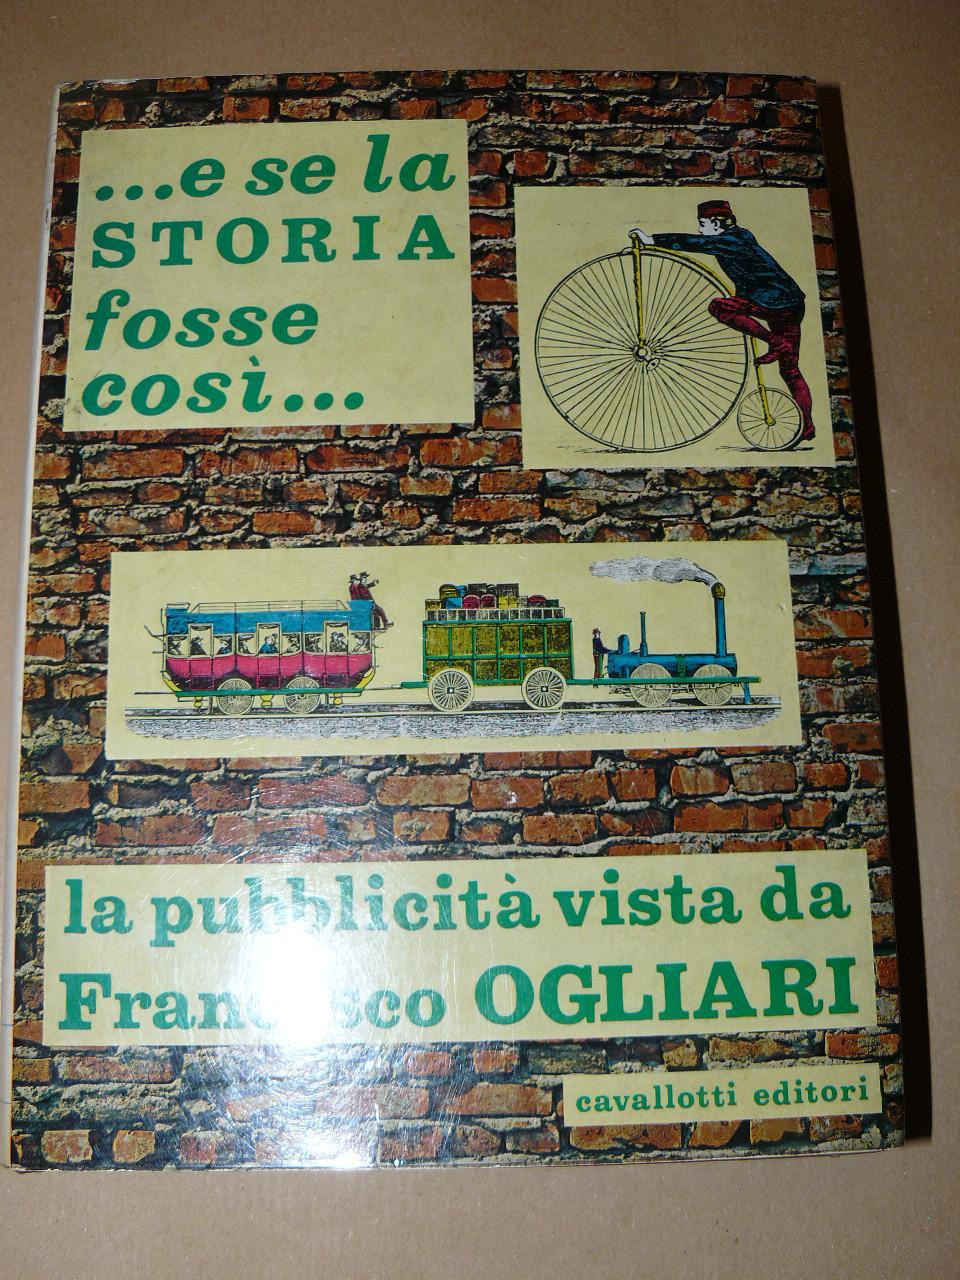 ...e se la
STORIA
fosse
così...
la pubblicità vista da
Francesco OGLIARI
cavallotti editori